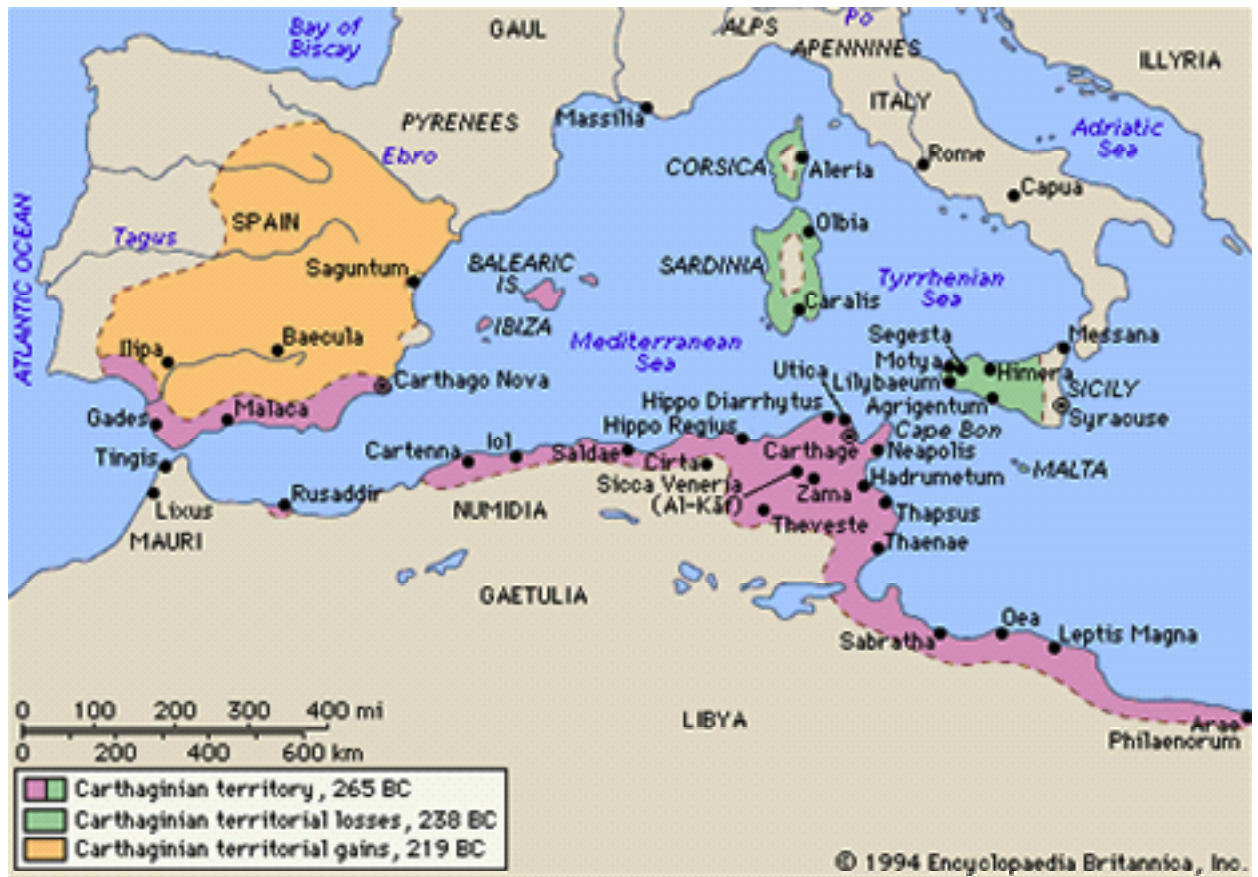 Bay of
Biscay
GAUL
ALPS
Po
APENNINES
ILLYRIA
ITALY
Massilia
PYRENEES
Ebro
Adriatic
Sea
CORSICA
Aleria
Rome
Capua
ATLANTIC OCEAN
SPAIN
Tagus
Olbia
Saguntum
BALEARIC
IS.
SARDINIA
Tyrrhenian
Sea
Caralis
IBIZA
Mediterranean
Sea
Segesta
Messana
Ilipa
Baecula
Motya
Himera
Utica
Lilybaeum
SICILY
Carthago Nova
Gades
Malaca
Hippo Diarrhytus
Agrigentum
Syraouse
Hippo Regius
Cape Bon
Tingis
Cartenna
Iol
Saldae
Cirta
Carthage
Neapolis
MALTA
Lixus
Rusaddir
NUMIDIA
Sicca Veneria
(Al-Kāf)
Zama
Hadrumetum
MAURI
Theveste
Thapsus
Thaenae
GAETULIA
Sabratha
Oea
Leptis Magna
LIBYA
Arae
Philaenorum
0 100 200 300 400 mi
0 200 400 600 km
Carthaginian territory, 265 BC
Carthaginian territorial losses, 238 BC
Carthaginian territorial gains, 219 BC
© 1994 Encyclopaedia Britannica, Inc.